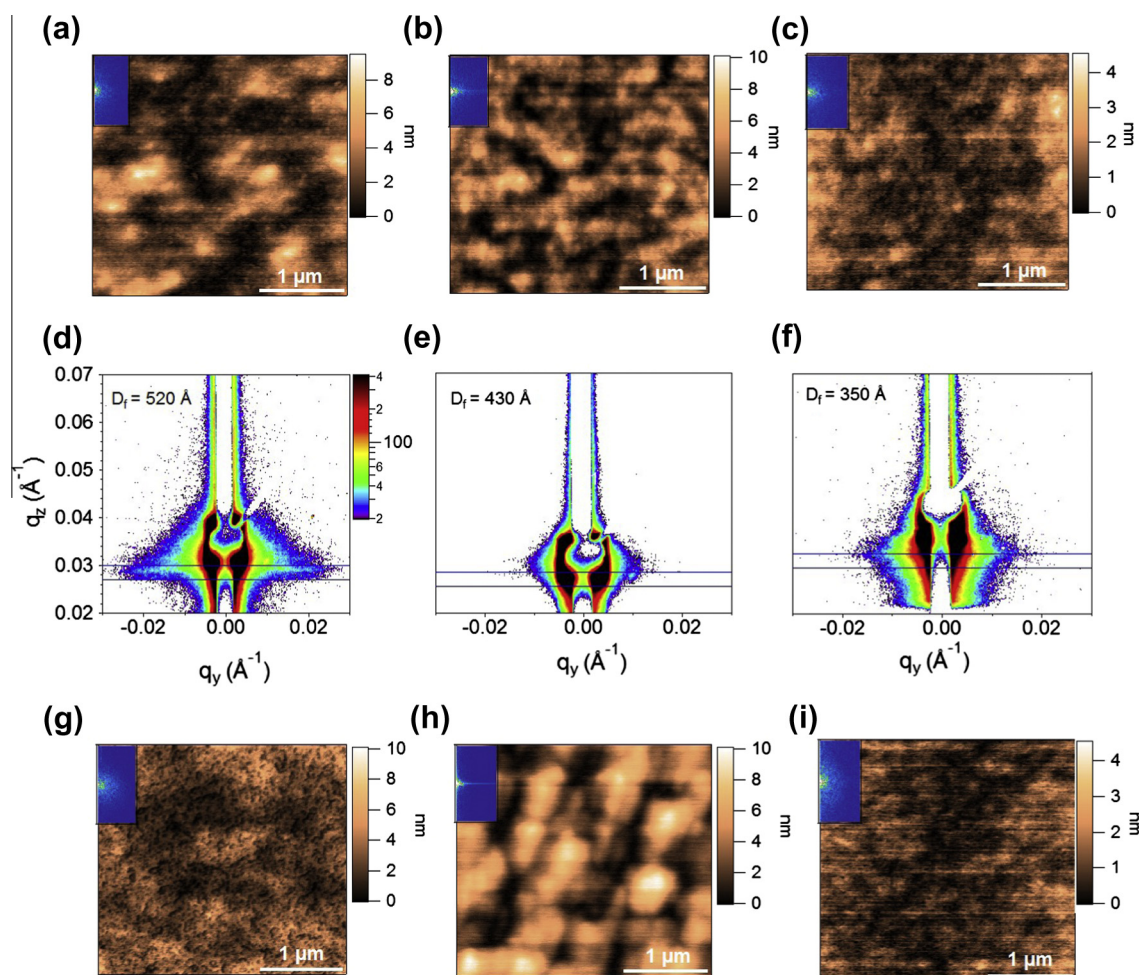 (a)
(b)
(c)
8
6
4
2
0
nm
1 μm
10
8
6
4
2
0
nm
1 μm
4
3
2
1
0
nm
1 μm
(d)
(e)
(f)
0.07
0.06
0.05
0.04
0.03
0.02
q_z (Å^-1)
D_f = 520 Å
4
2
100
6
4
2
-0.02
0.00
0.02
q_y (Å^-1)
D_f = 430 Å
-0.02
0.00
0.02
q_y (Å^-1)
D_f = 350 Å
-0.02
0.00
0.02
q_y (Å^-1)
(g)
(h)
(i)
10
8
6
4
2
0
nm
1 μm
10
8
6
4
2
0
nm
1 μm
4
3
2
1
0
nm
1 μm